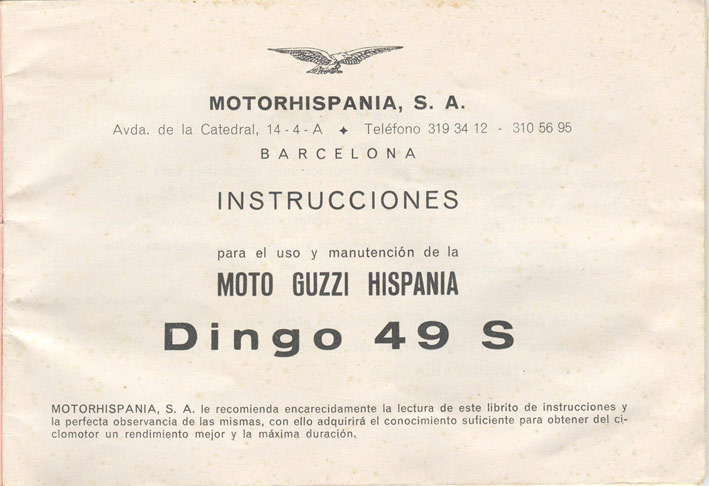 MOTORHISPANIA, S. A.
Avda. de la Catedral, 14 - 4 - A ✦ Teléfono 319 34 12 - 310 56 95
BARCELONA
INSTRUCCIONES
para el uso y manutención de la
MOTO GUZZI HISPANIA
Dingo 49 S
MOTORHISPANIA, S. A. le recomienda encarecidamente la lectura de este librito de instrucciones y
la perfecta observancia de las mismas, con ello adquirirá el conocimiento suficiente para obtener del ci-
clomotor un rendimiento mejor y la máxima duración.